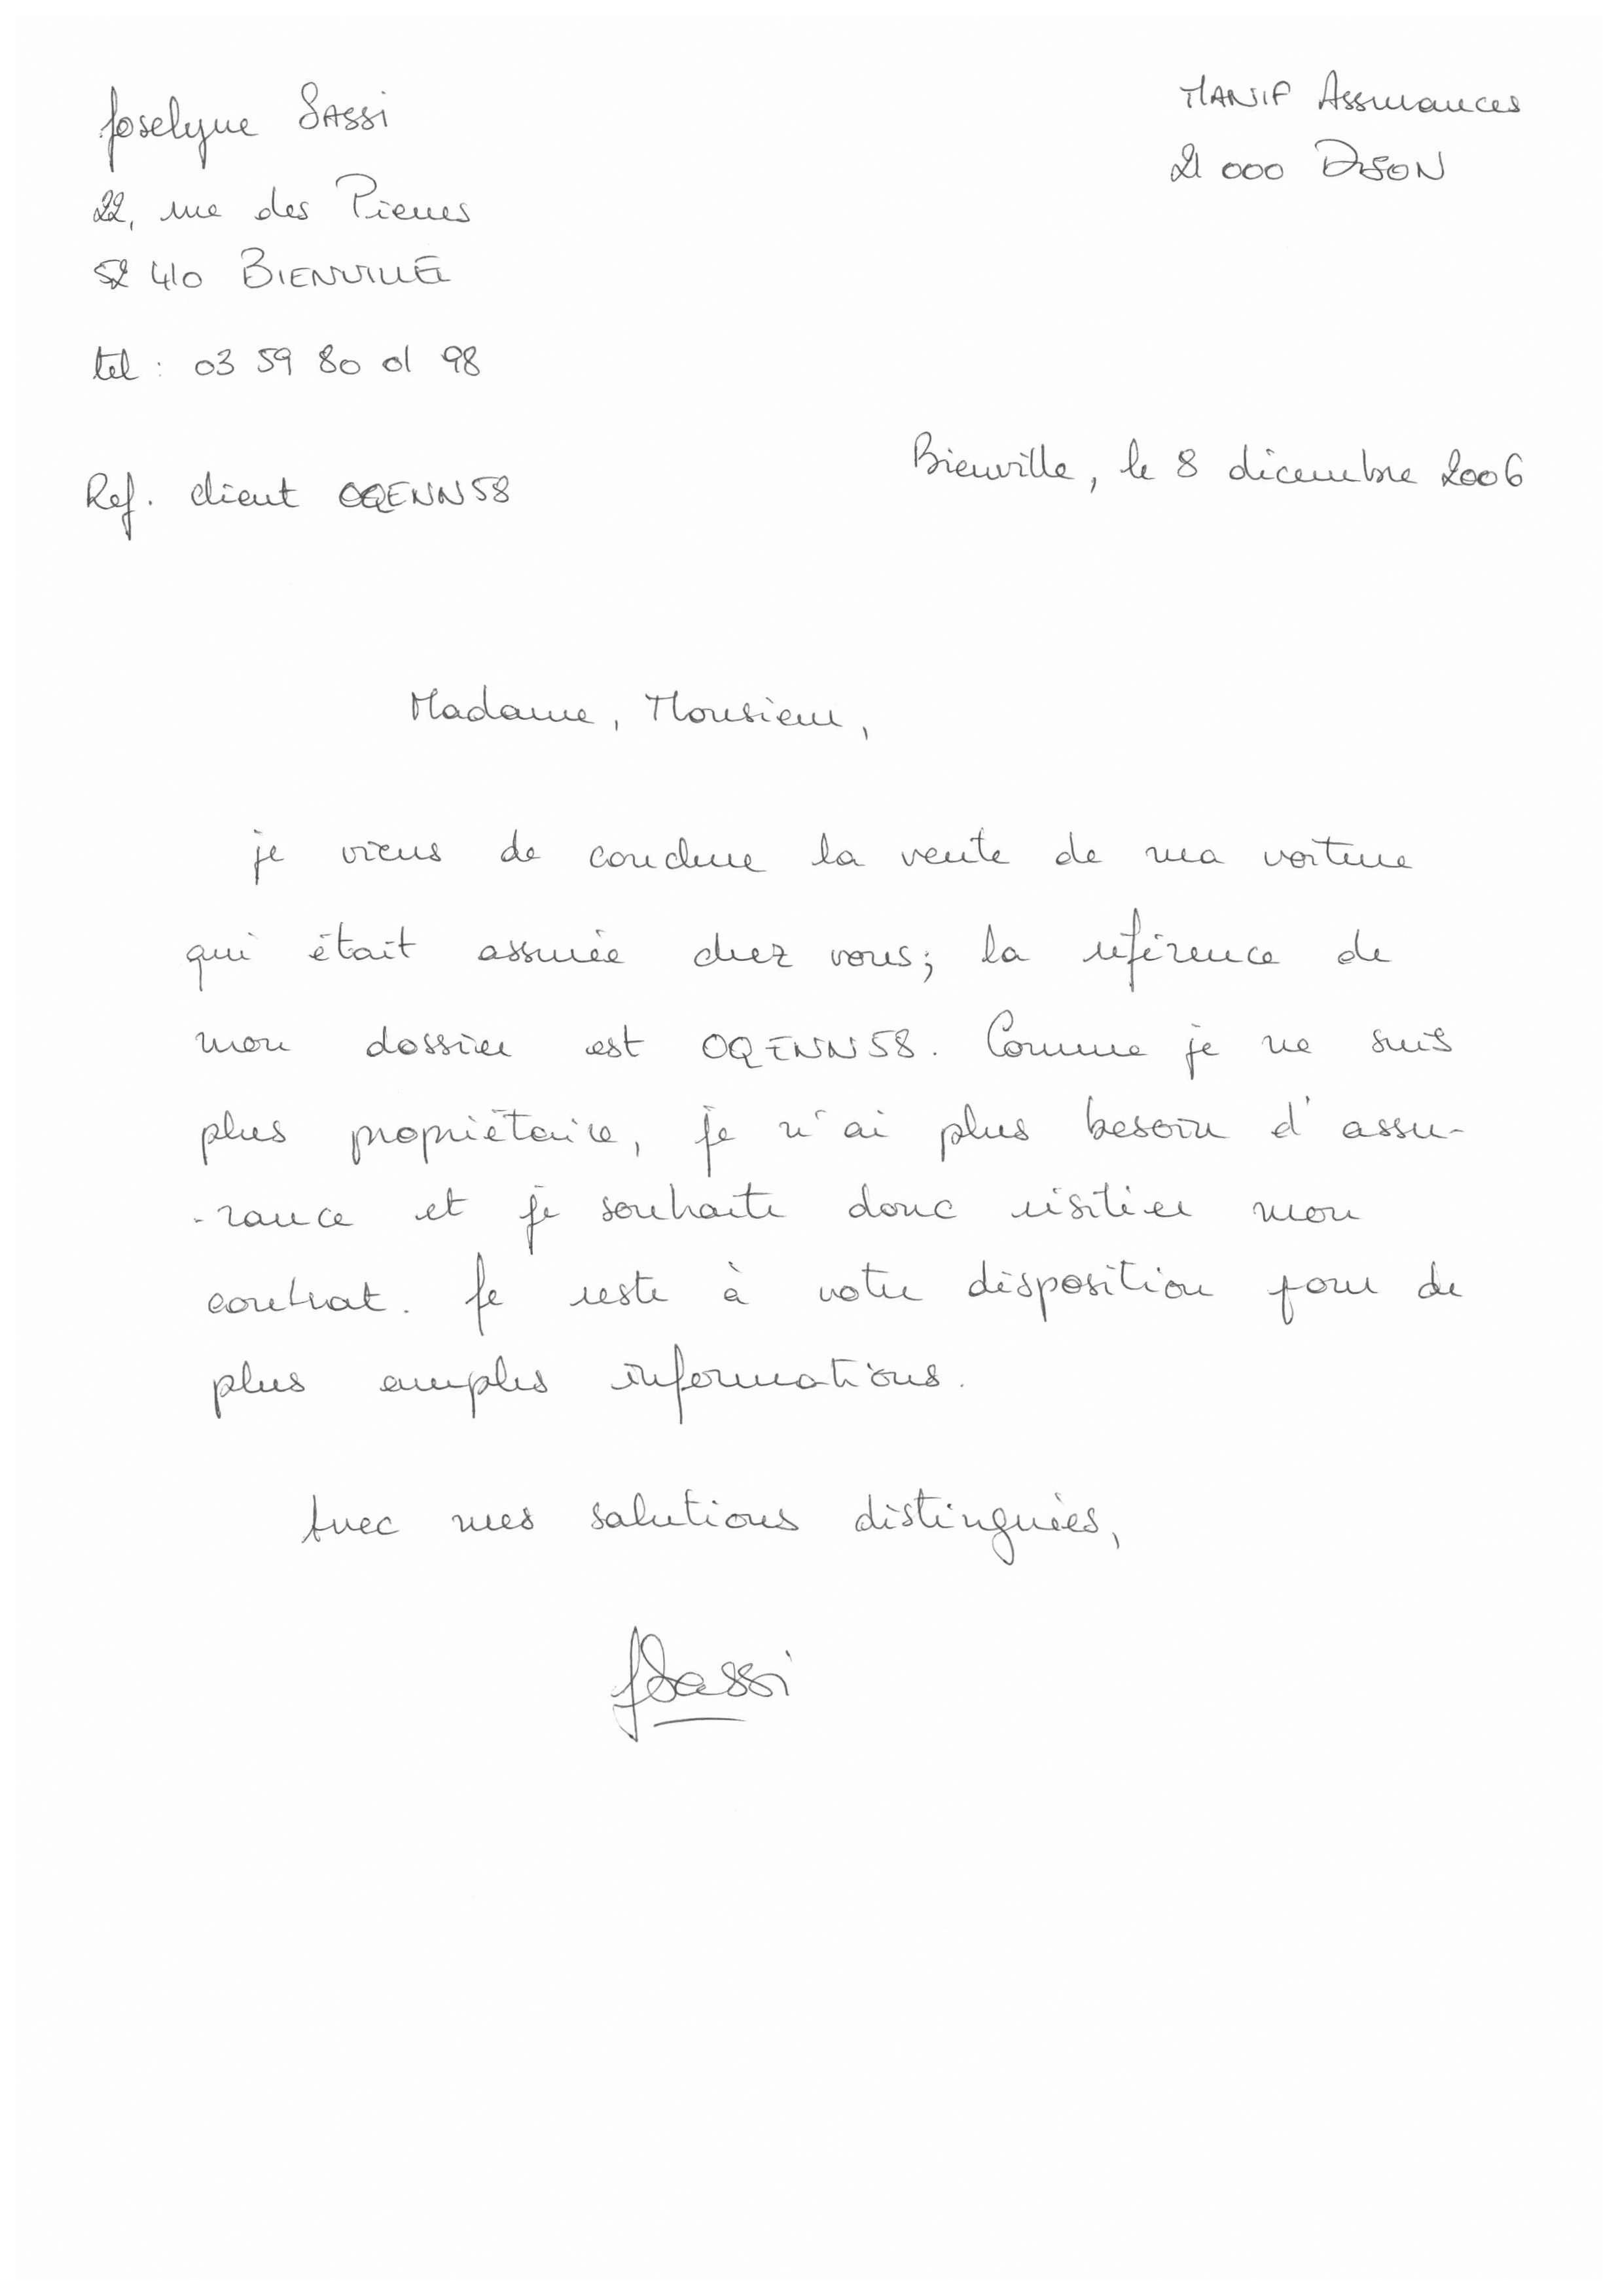 Joselyne SASSi
22, rue des Pierres
52 410 BIENVILLE
tel : 03 59 80 01 98
Ref. client OQENN58
MANIF Assurances
21 000 DIJON
Bienville, le 8 décembre 2006
Madame, Monsieur,
je viens de conclure la vente de ma voiture
qui était assurée chez vous; la référence de
mon dossier est OQENN58. Comme je ne suis
plus propriétaire, je n'ai plus besoin d'assu-
-rance et je souhaite donc résilier mon
contrat. Je reste à votre disposition pour de
plus amples informations.
Avec mes salutions distinguées,
JSassi